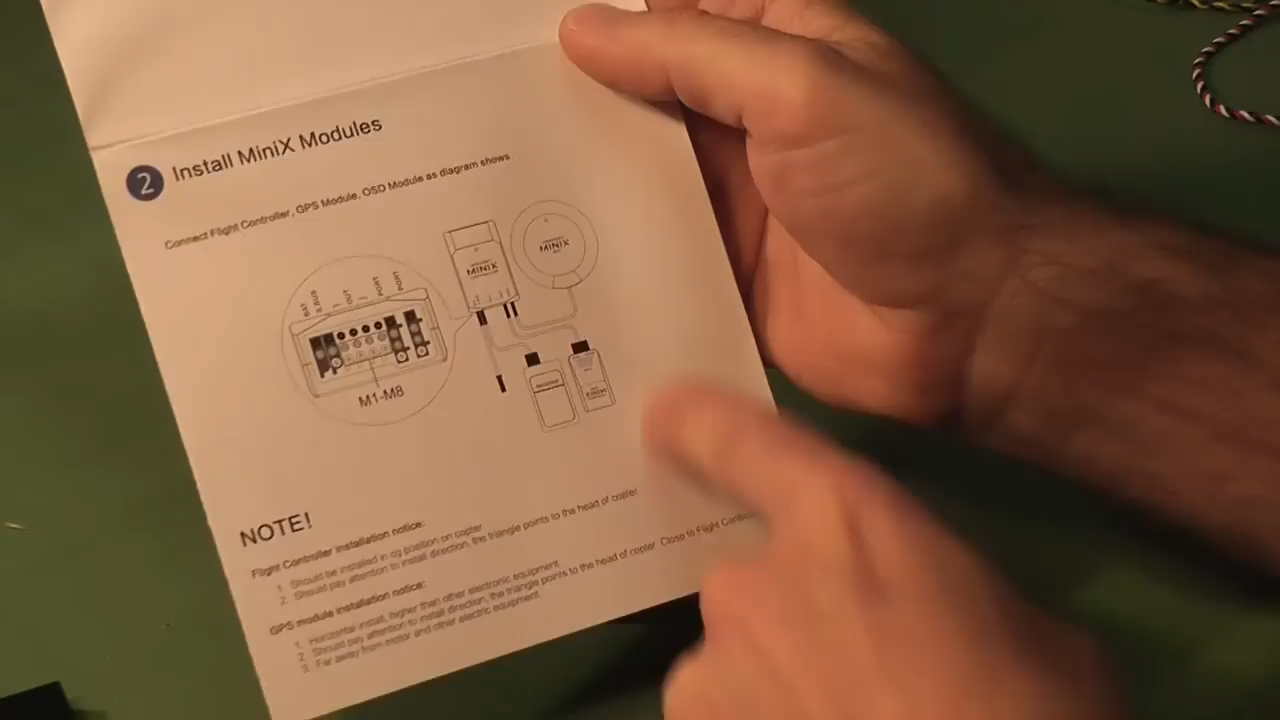 2 Install MiniX Modules
Connect Flight Controller, GPS Module, OSD Module as diagram shows
BAT S.BUS OUT PORT PORT
M1-M8
MINIX
MINIX
RECEIVER
MINIX
NOTE!
Flight Controller installation notice:
1. Should be installed in cg position on copter
2. Should pay attention to install direction, the triangle points to the head of copter
GPS module installation notice:
1. Horizontal install, higher than other electronic equipment
2. Should pay attention to install direction, the triangle points to the head of copter. Close to Flight
3. Far away from motor and other electric equipment.